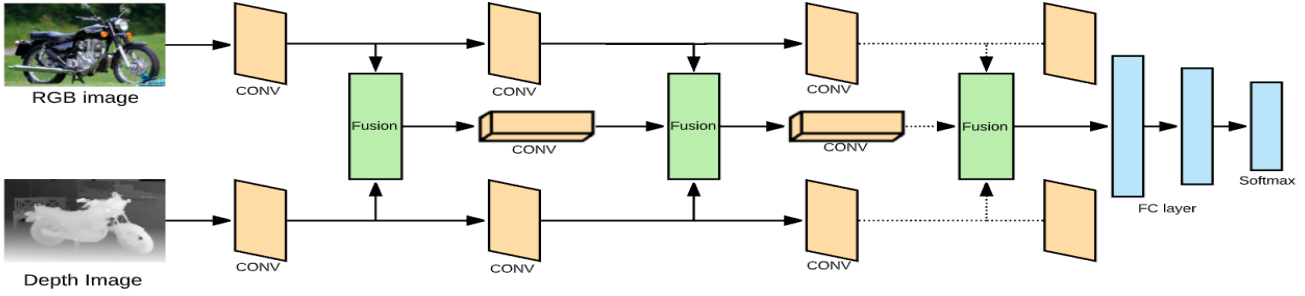 RGB image
CONV
CONV
CONV
Fusion
CONV
Fusion
CONV
Fusion
FC layer
Softmax
Depth Image
CONV
CONV
CONV